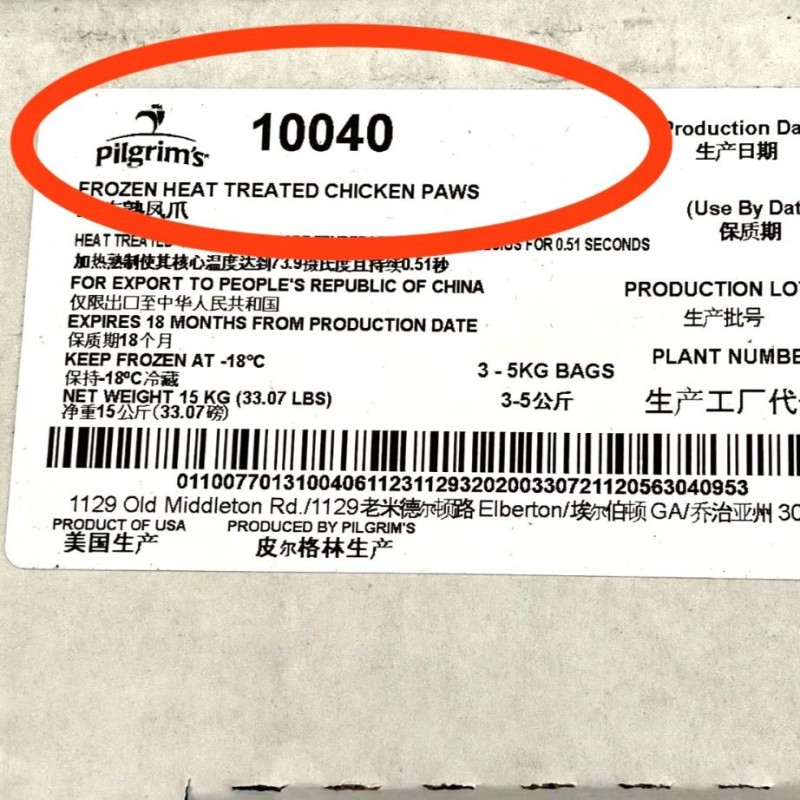 Pilgrim's
10040
FROZEN HEAT TREATED CHICKEN PAWS
熟凤爪
HEAT TREATED FOR 0.51 SECONDS
加热熟制使其核心温度达到73.9摄氏度且持续0.51秒
FOR EXPORT TO PEOPLE'S REPUBLIC OF CHINA
仅限出口至中华人民共和国
EXPIRES 18 MONTHS FROM PRODUCTION DATE
保质期18个月
KEEP FROZEN AT -18°C
保持-18°C冷藏
NET WEIGHT 15 KG (33.07 LBS)
净重15公斤(33.07磅)
3 - 5KG BAGS
3-5公斤
Production Da
生产日期
(Use By Dat
保质期
PRODUCTION LO
生产批号
PLANT NUMBE
生产工厂代
01100770131004061123112932020033072112056304095​3
1129 Old Middleton Rd./1129老米德尔顿路 Elberton/埃尔伯顿 GA/乔治亚州 30
PRODUCT OF USA
美国生产
PRODUCED BY PILGRIM'S
皮尔格林生产